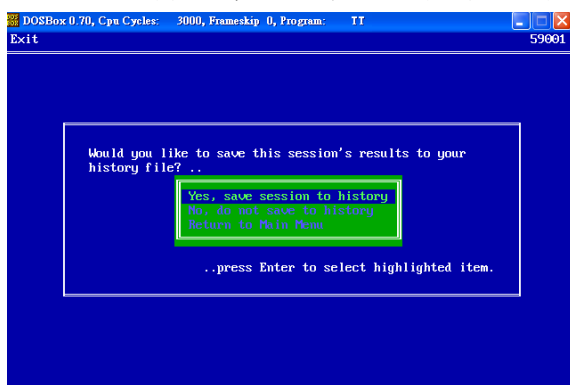 DOSBox 0.70, Cpu Cycles: 3000, Frameskip 0, Program: TT
Exit 59001
Would you like to save this session's results to your
history file? ..
Yes, save session to history
No, do not save to history
Return to Main Menu
..press Enter to select highlighted item.